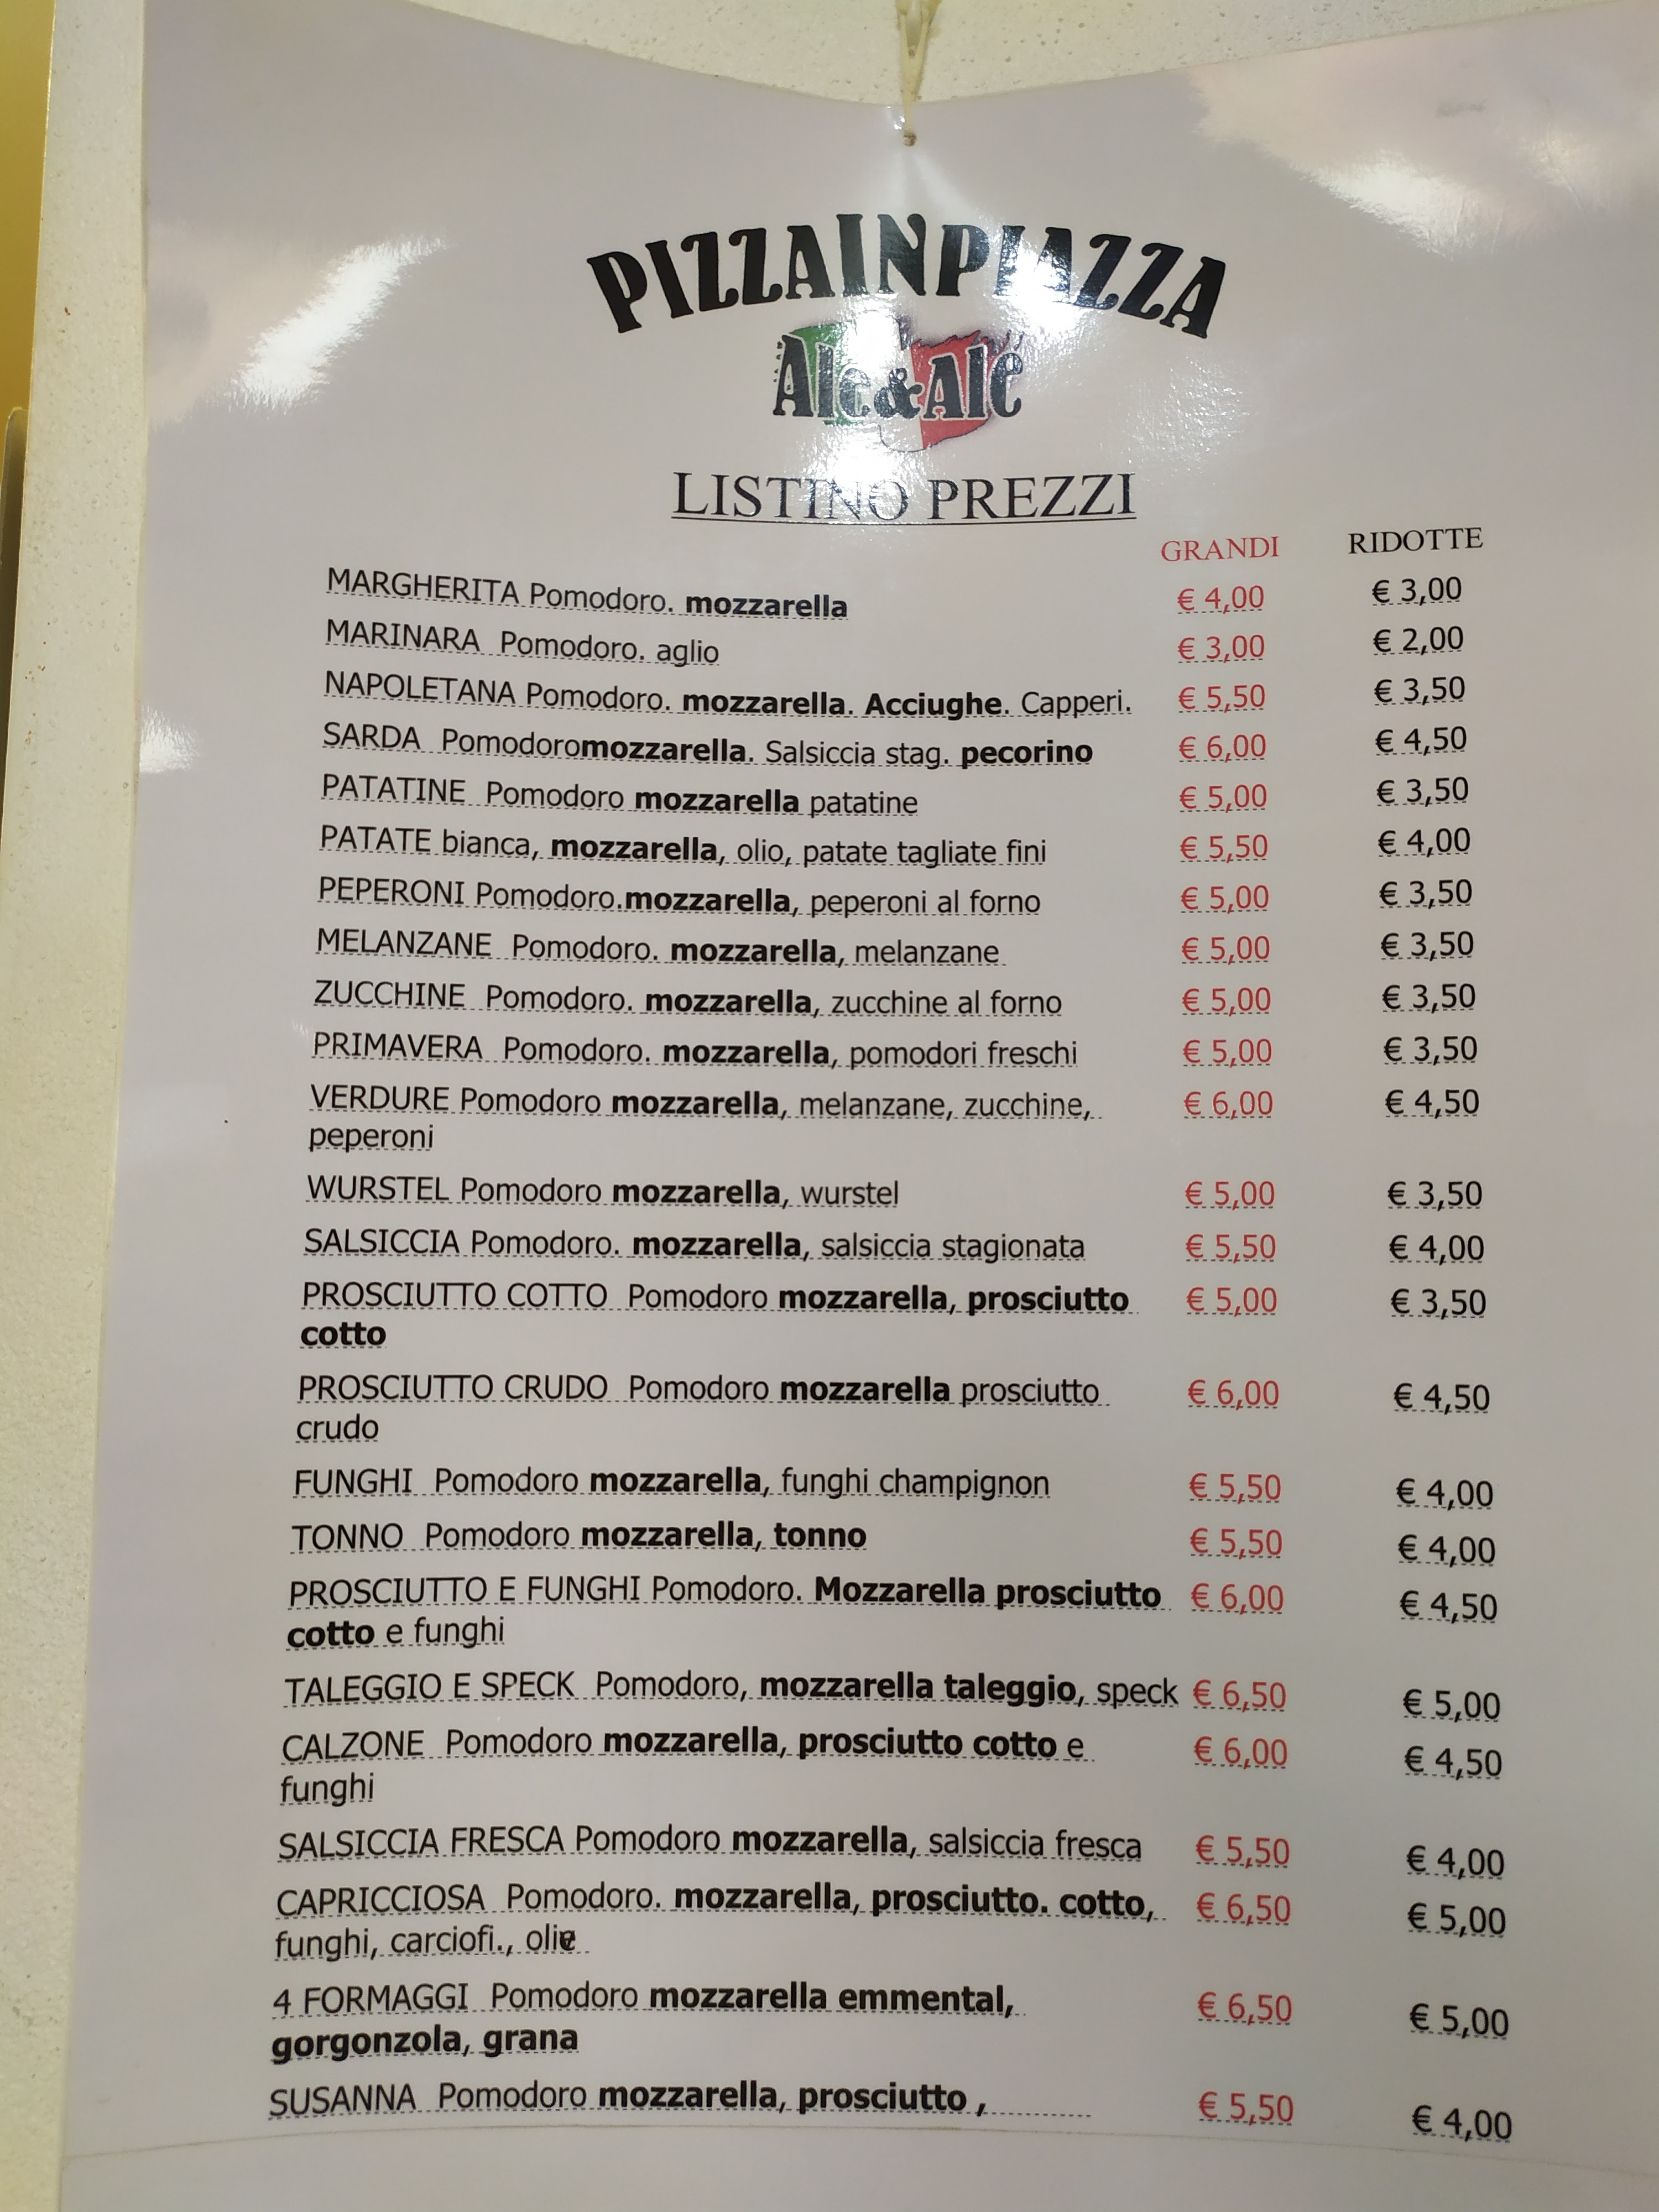 PIZZAINPIAZZA
Ale&Ale
LISTINO PREZZI
GRANDI RIDOTTE
MARGHERITA Pomodoro. mozzarella € 4,00 € 3,00
MARINARA Pomodoro. aglio € 3,00 € 2,00
NAPOLETANA Pomodoro. mozzarella. Acciughe. Capperi. € 5,50 € 3,50
SARDA Pomodoromozzarella. Salsiccia stag. pecorino € 6,00 € 4,50
PATATINE Pomodoro mozzarella patatine € 5,00 € 3,50
PATATE bianca, mozzarella, olio, patate tagliate fini € 5,50 € 4,00
PEPERONI Pomodoro.mozzarella, peperoni al forno € 5,00 € 3,50
MELANZANE Pomodoro. mozzarella, melanzane € 5,00 € 3,50
ZUCCHINE Pomodoro. mozzarella, zucchine al forno € 5,00 € 3,50
PRIMAVERA Pomodoro. mozzarella, pomodori freschi € 5,00 € 3,50
VERDURE Pomodoro mozzarella, melanzane, zucchine, € 6,00 € 4,50
peperoni
WURSTEL Pomodoro mozzarella, wurstel € 5,00 € 3,50
SALSICCIA Pomodoro. mozzarella, salsiccia stagionata € 5,50 € 4,00
PROSCIUTTO COTTO Pomodoro mozzarella, prosciutto € 5,00 € 3,50
cotto
PROSCIUTTO CRUDO Pomodoro mozzarella prosciutto € 6,00 € 4,50
crudo
FUNGHI Pomodoro mozzarella, funghi champignon € 5,50 € 4,00
TONNO Pomodoro mozzarella, tonno € 5,50 € 4,00
PROSCIUTTO E FUNGHI Pomodoro. Mozzarella prosciutto € 6,00 € 4,50
cotto e funghi
TALEGGIO E SPECK Pomodoro, mozzarella taleggio, speck € 6,50 € 5,00
CALZONE Pomodoro mozzarella, prosciutto cotto e € 6,00 € 4,50
funghi
SALSICCIA FRESCA Pomodoro mozzarella, salsiccia fresca € 5,50 € 4,00
CAPRICCIOSA Pomodoro. mozzarella, prosciutto. cotto, € 6,50 € 5,00
funghi, carciofi., olive
4 FORMAGGI Pomodoro mozzarella emmental, € 6,50 € 5,00
gorgonzola, grana
SUSANNA Pomodoro mozzarella, prosciutto , € 5,50 € 4,00